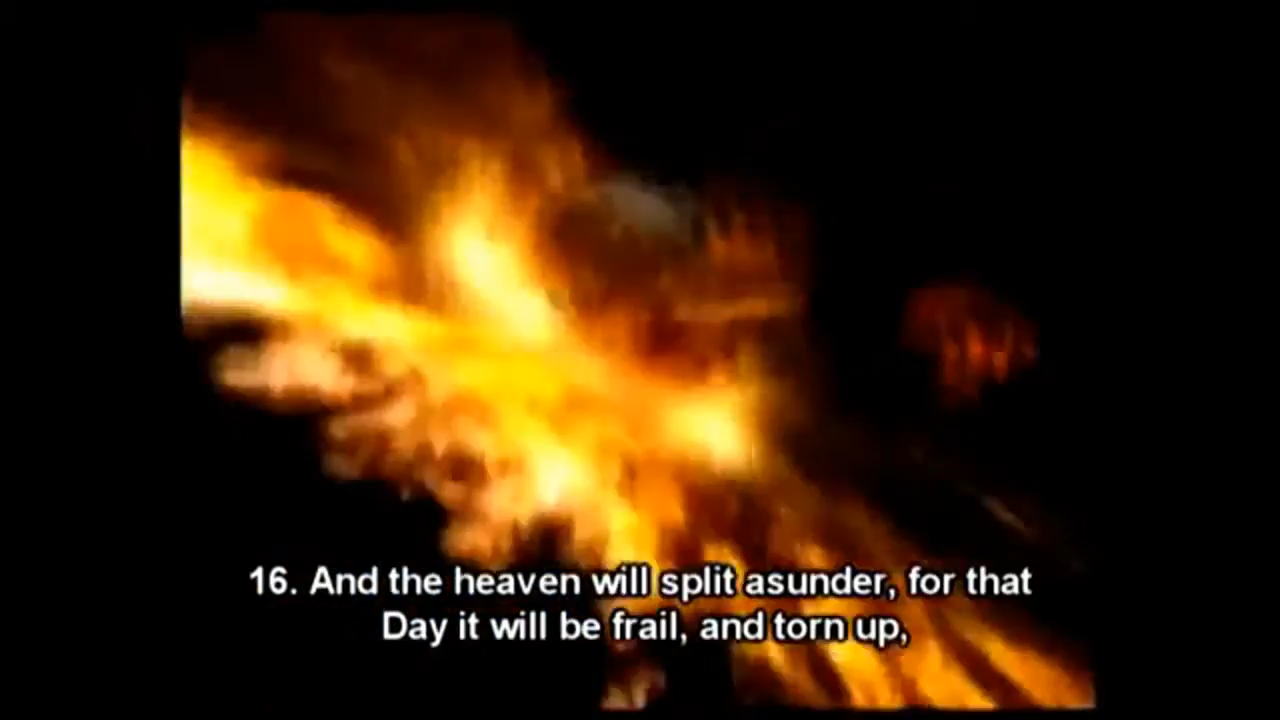 16. And the heaven will split asunder, for that
Day it will be frail, and torn up,